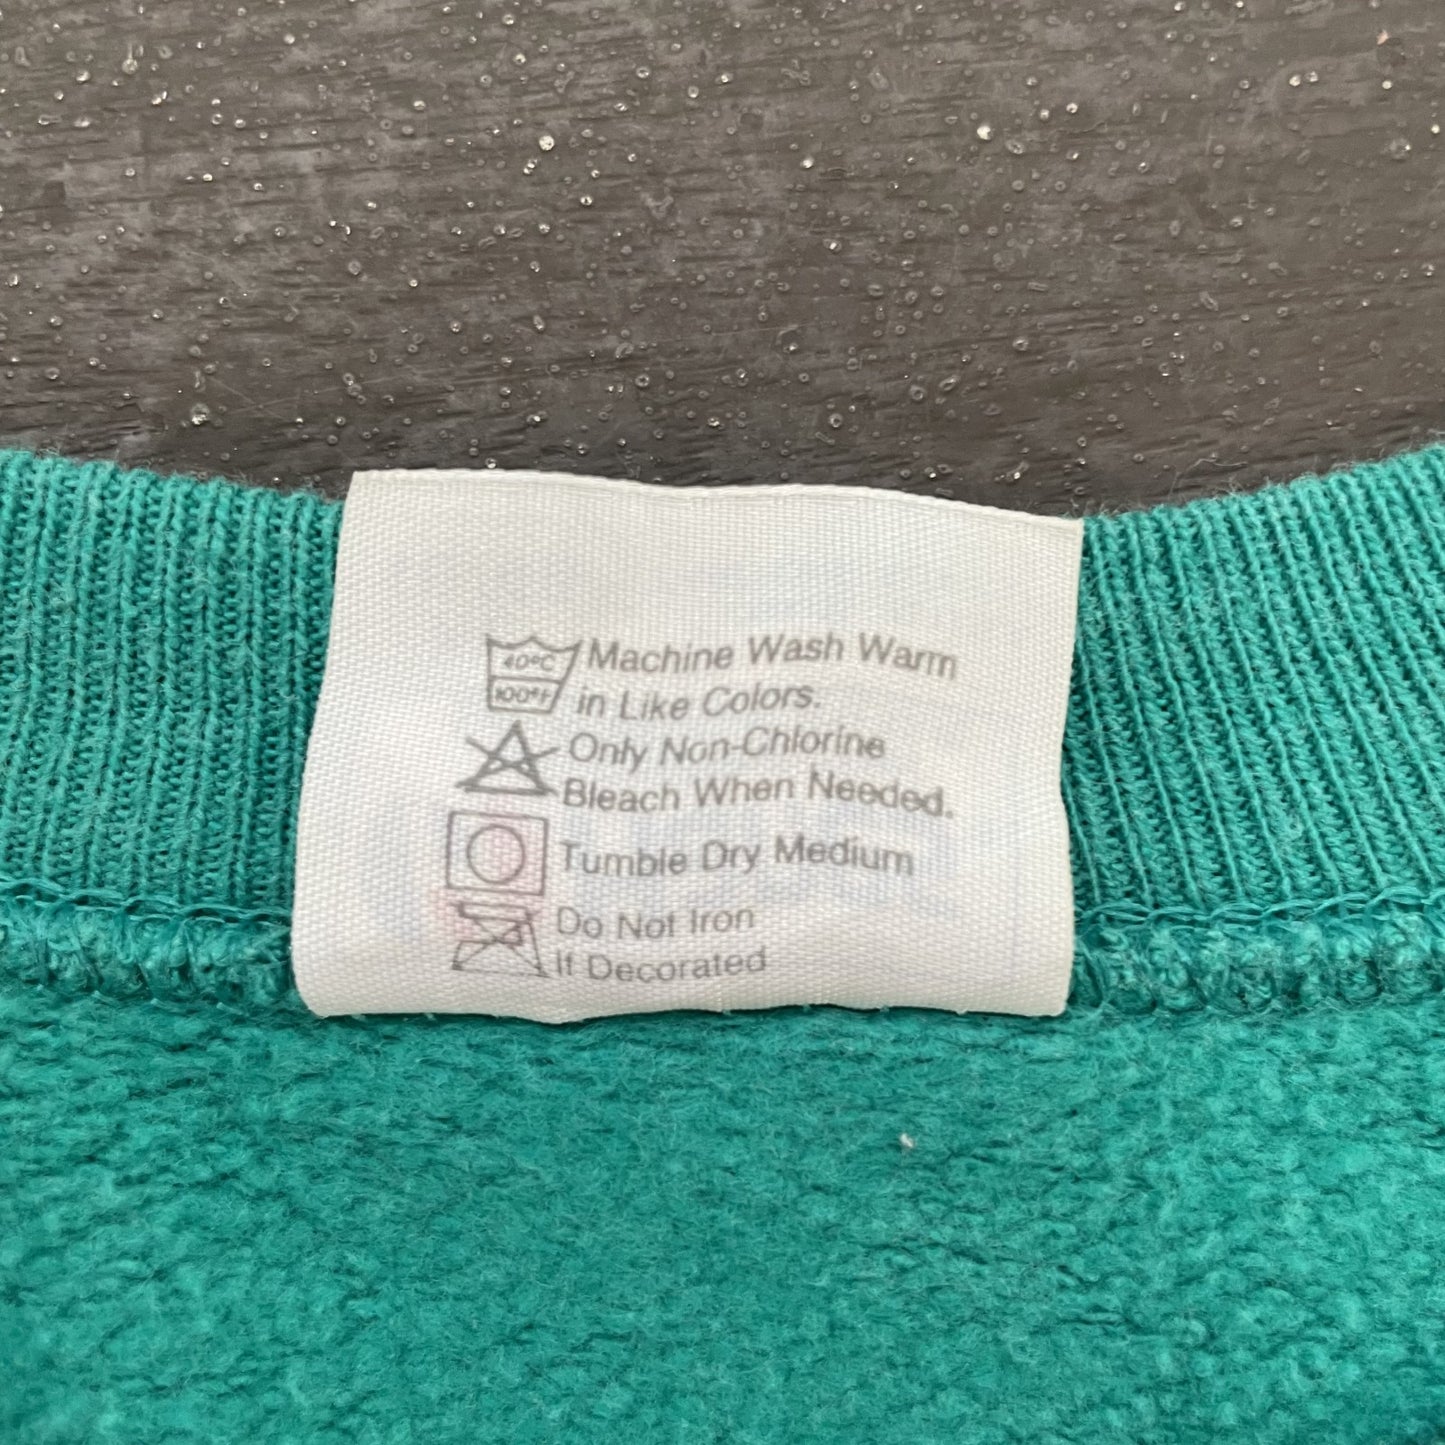 40°C
100°F
Machine Wash Warm
in Like Colors.
Only Non-Chlorine
Bleach When Needed.
Tumble Dry Medium
Do Not Iron
If Decorated